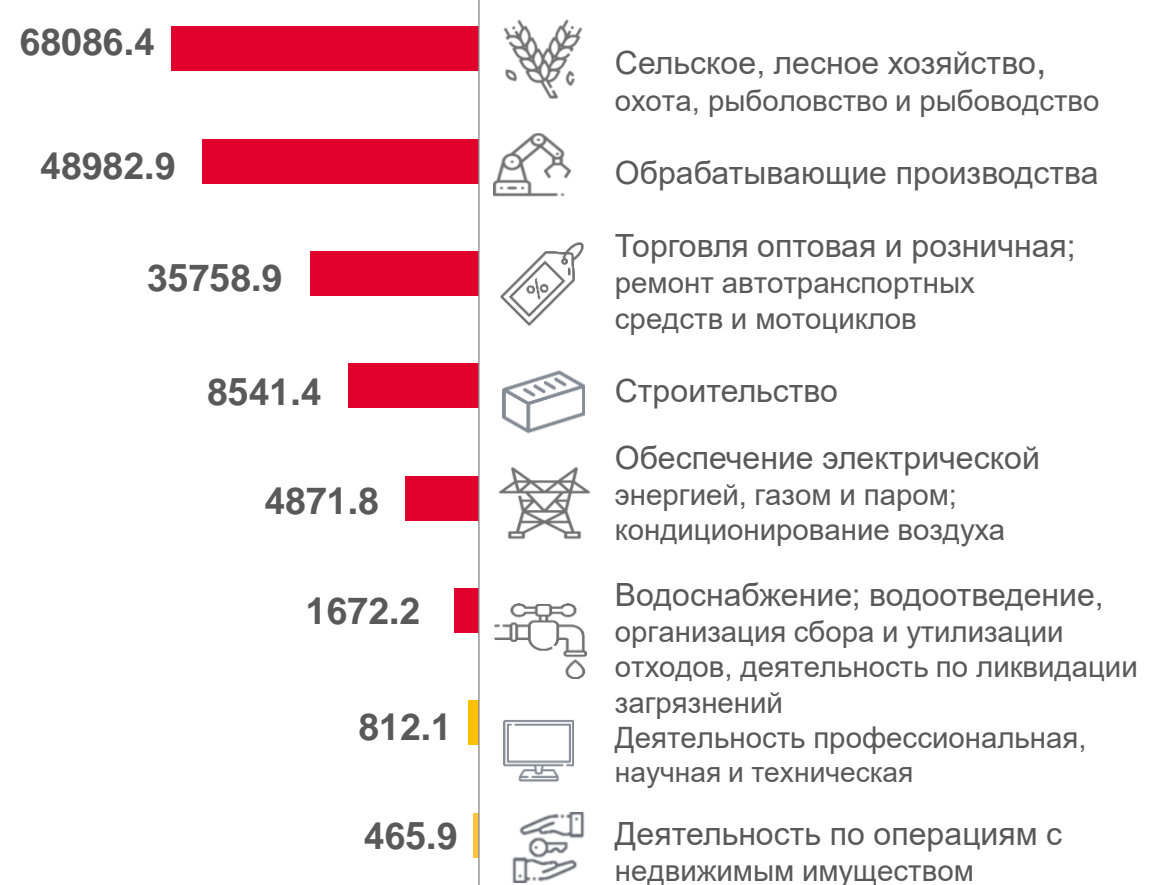 68086.4
Сельское, лесное хозяйство,
охота, рыболовство и рыбоводство
48982.9
Обрабатывающие производства
35758.9
Торговля оптовая и розничная;
ремонт автотранспортных
средств и мотоциклов
%
8541.4
Строительство
4871.8
Обеспечение электрической
энергией, газом и паром;
кондиционирование воздуха
1672.2
Водоснабжение; водоотведение,
организация сбора и утилизации
отходов, деятельность по ликвидации
загрязнений
812.1
Деятельность профессиональная,
научная и техническая
465.9
Деятельность по операциям с
недвижимым имуществом